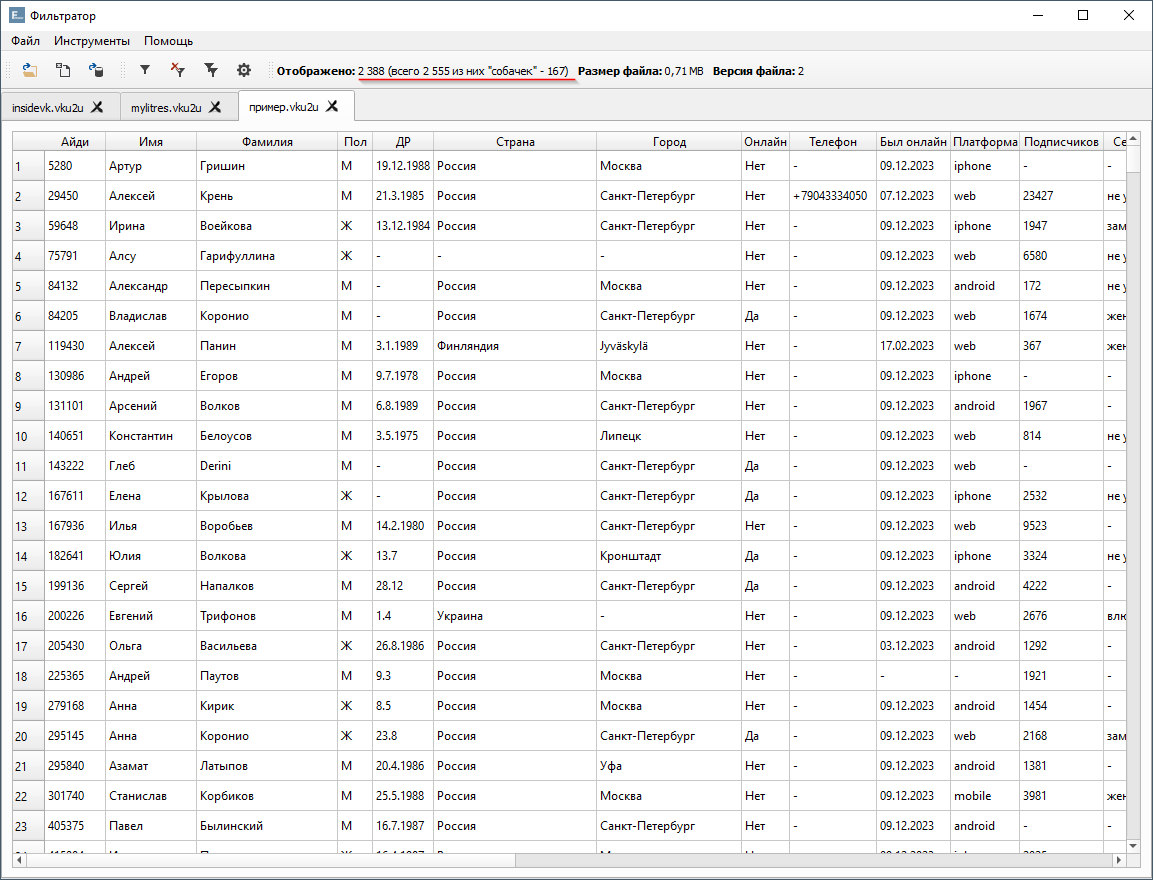 Фильтратор
Файл Инструменты Помощь
Отображено: 2 388 (всего 2 555 из них "собачек" - 167) Размер файла: 0,71 MB Версия файла: 2
insidevk.vku2u mylitres.vku2u пример.vku2u
Айди Имя Фамилия Пол ДР Страна Город Онлайн Телефон Был онлайн Платформа Подписчиков Се
1 5280 Артур Гришин М 19.12.1988 Россия Москва Нет - 09.12.2023 iphone - -
2 29450 Алексей Крень М 21.3.1985 Россия Санкт-Петербург Нет +79043334050 07.12.2023 web 23427 не у
3 59648 Ирина Воейкова Ж 13.12.1984 Россия Санкт-Петербург Нет - 09.12.2023 iphone 1947 зам
4 75791 Алсу Гарифуллина Ж - - - Нет - 09.12.2023 web 6580 не у
5 84132 Александр Пересыпкин М - Россия Москва Нет - 09.12.2023 android 172 не у
6 84205 Владислав Коронио М - Россия Санкт-Петербург Да - 09.12.2023 web 1674 жен
7 119430 Алексей Панин М 3.1.1989 Финляндия Jyväskylä Нет - 17.02.2023 web 367 жен
8 130986 Андрей Егоров М 9.7.1978 Россия Москва Нет - 09.12.2023 iphone - -
9 131101 Арсений Волков М 6.8.1989 Россия Санкт-Петербург Нет - 09.12.2023 android 1967 -
10 140651 Константин Белоусов М 3.5.1975 Россия Липецк Нет - 09.12.2023 web 814 не у
11 143222 Глеб Derini М - Россия Санкт-Петербург Да - 09.12.2023 web - -
12 167611 Елена Крылова Ж - Россия Санкт-Петербург Да - 09.12.2023 iphone 2532 не у
13 167936 Илья Воробьев М 14.2.1980 Россия Санкт-Петербург Нет - 09.12.2023 web 9523 -
14 182641 Юлия Волкова Ж 13.7 Россия Кронштадт Да - 09.12.2023 iphone 3324 не у
15 199136 Сергей Напалков М 28.12 Россия Санкт-Петербург Да - 09.12.2023 android 4222 -
16 200226 Евгений Трифонов М 1.4 Украина - Нет - 09.12.2023 web 2676 влю
17 205430 Ольга Васильева Ж 26.8.1986 Россия Санкт-Петербург Нет - 03.12.2023 android 1292 -
18 225365 Андрей Паутов М 9.3 Россия Москва Нет - - - 1921 -
19 279168 Анна Кирик Ж 8.5 Россия Москва Нет - 09.12.2023 android 1454 -
20 295145 Анна Коронио Ж 23.8 Россия Санкт-Петербург Да - 09.12.2023 web 2168 зам
21 295840 Азамат Латыпов М 20.4.1986 Россия Уфа Нет - 09.12.2023 android 1381 -
22 301740 Станислав Корбиков М 25.5.1988 Россия Москва Нет - 09.12.2023 mobile 3981 жен
23 405375 Павел Былинский М 16.7.1987 Россия Санкт-Петербург Нет - 09.12.2023 android - -